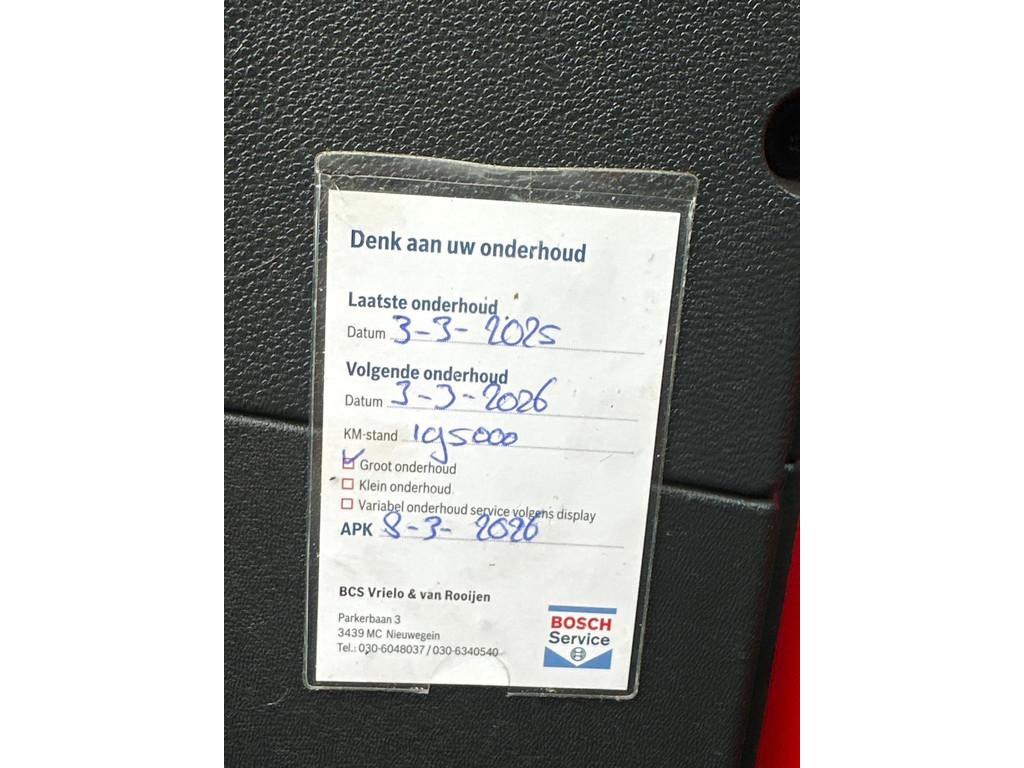 Denk aan uw onderhoud
Laatste onderhoud
Datum 3-3-2025
Volgende onderhoud
Datum 3-3-2026
KM-stand 195000
Groot onderhoud
Klein onderhoud
Variabel onderhoud service volgens display
APK 8-3-2026
BCS Vrielo & van Rooijen
Parkerbaan 3
3439 MC Nieuwegein
Tel.: 030-6048037 / 030-6340540
BOSCH
Service